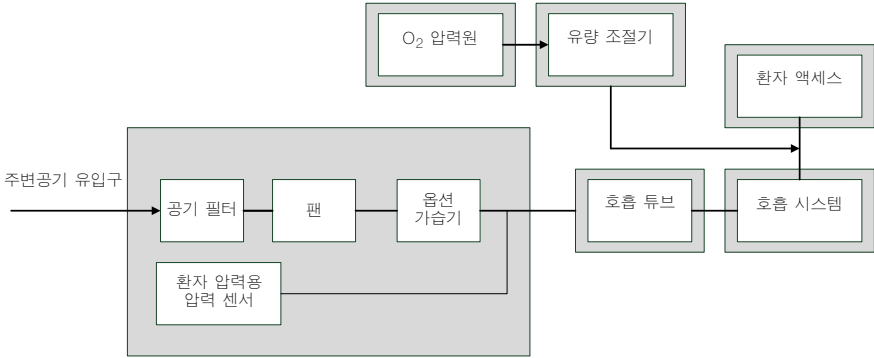 O₂ 압력원
유량 조절기
환자 액세스
주변공기 유입구
공기 필터
팬
옵션
가습기
호흡 튜브
호흡 시스템
환자 압력용
압력 센서